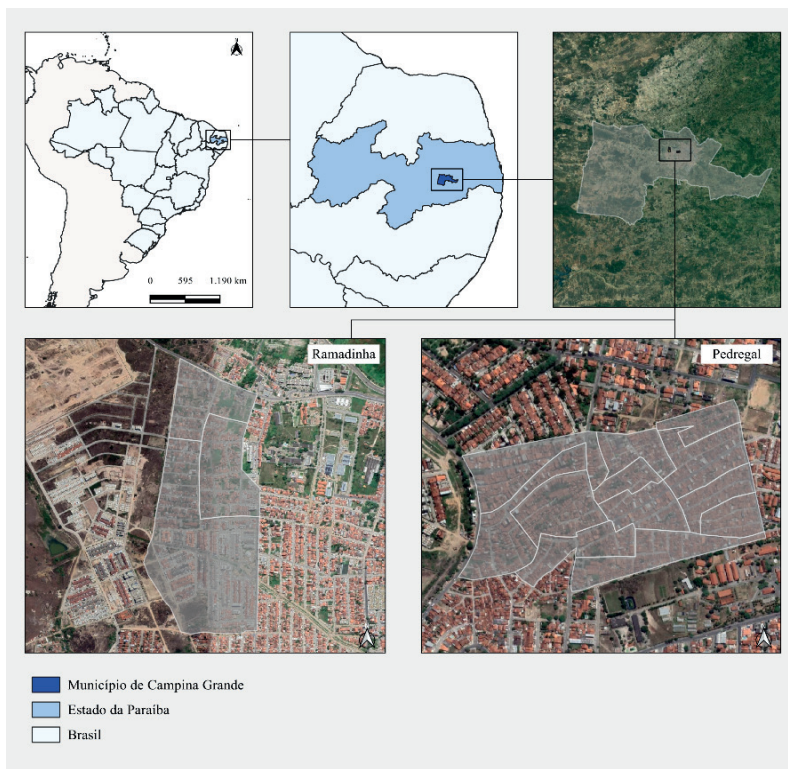 0 595 1.190 km
Ramadinha
Pedregal
Município de Campina Grande
Estado da Paraíba
Brasil